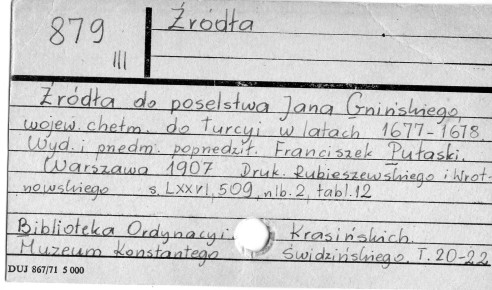 879
III
Źródła
Źródła do poselstwa Jana Gnińskiego,
wojew. chełm. do Turcyi w latach 1677-1678.
Wyd. i pnedm. popnedził. Franciszek Pułaski.
Warszawa 1907 Druk. Rubieszewskiego i Wrot-
nowskiego s. LXXVI, 509, nlb. 2, tabl. 12
Biblioteka Ordynacyi Krasińskich.
Muzeum Konstantego Świdzińskiego. T. 20-22
DUJ 867/71 5 000